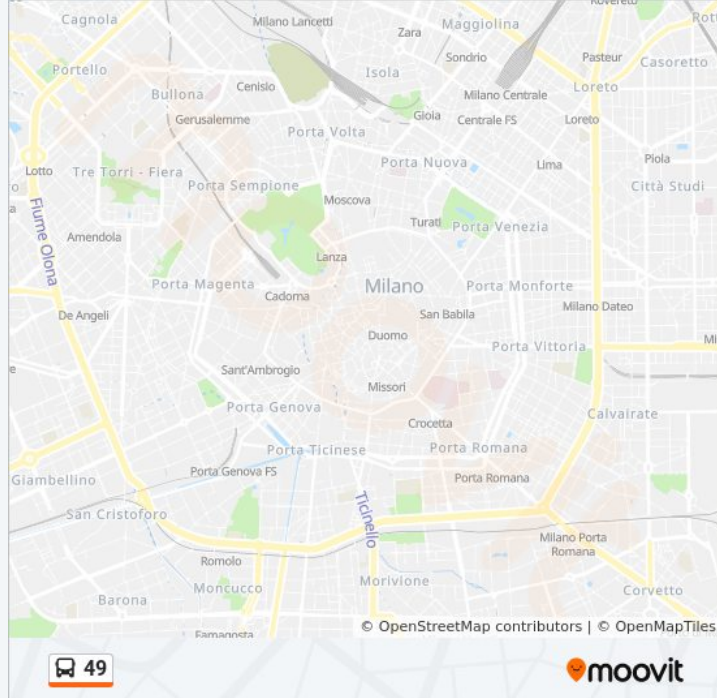 Rovereto
Cagnola
Milano Lancetti
Maggiolina
Zara
Sondrio
Pasteur
Casoretto
Portello
Isola
Bullona
Cenisio
Milano Centrale
Loreto
Gerusalemme
Gioia
Centrale FS
Loreto
Porta Volta
Lotto
Tre Torri - Fiera
Porta Nuova
Lima
Piola
Porta Sempione
Città Studi
Moscova
Fiume Olona
Turati
Porta Venezia
Amendola
Lanza
Porta Magenta
Cadorna
Milano
Porta Monforte
De Angeli
San Babila
Milano Dateo
Duomo
Porta Vittoria
Sant'Ambrogio
Missori
Porta Genova
Crocetta
Calvairate
Porta Ticinese
Porta Romana
Giambellino
Porta Genova FS
Porta Romana
San Cristoforo
Ticinello
Romolo
Milano Porta
Romana
Moncucco
Morivione
Corvetto
Barona
Famagosta
© OpenStreetMap contributors | © OpenMapTiles
49
moovit